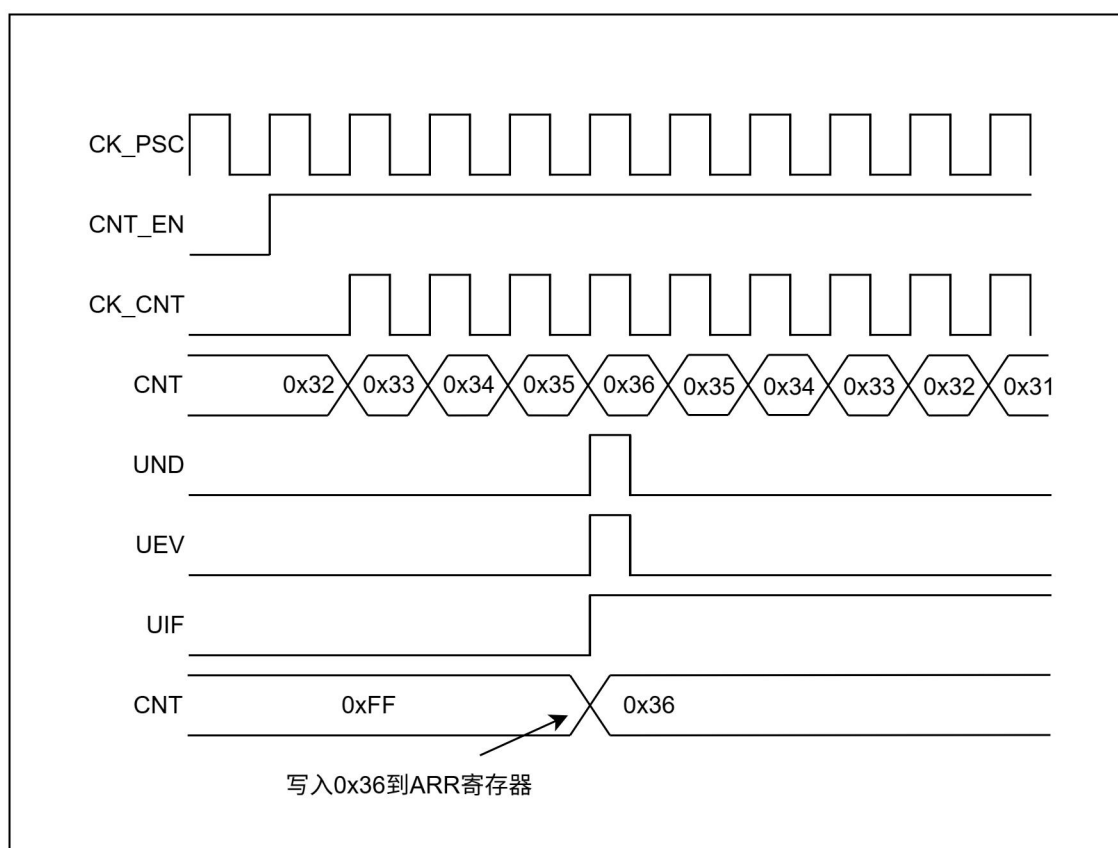 CK_PSC
CNT_EN
CK_CNT
CNT 0x32 0x33 0x34 0x35 0x36 0x35 0x34 0x33 0x32 0x31
UND
UEV
UIF
CNT 0xFF 0x36
写入0x36到ARR寄存器